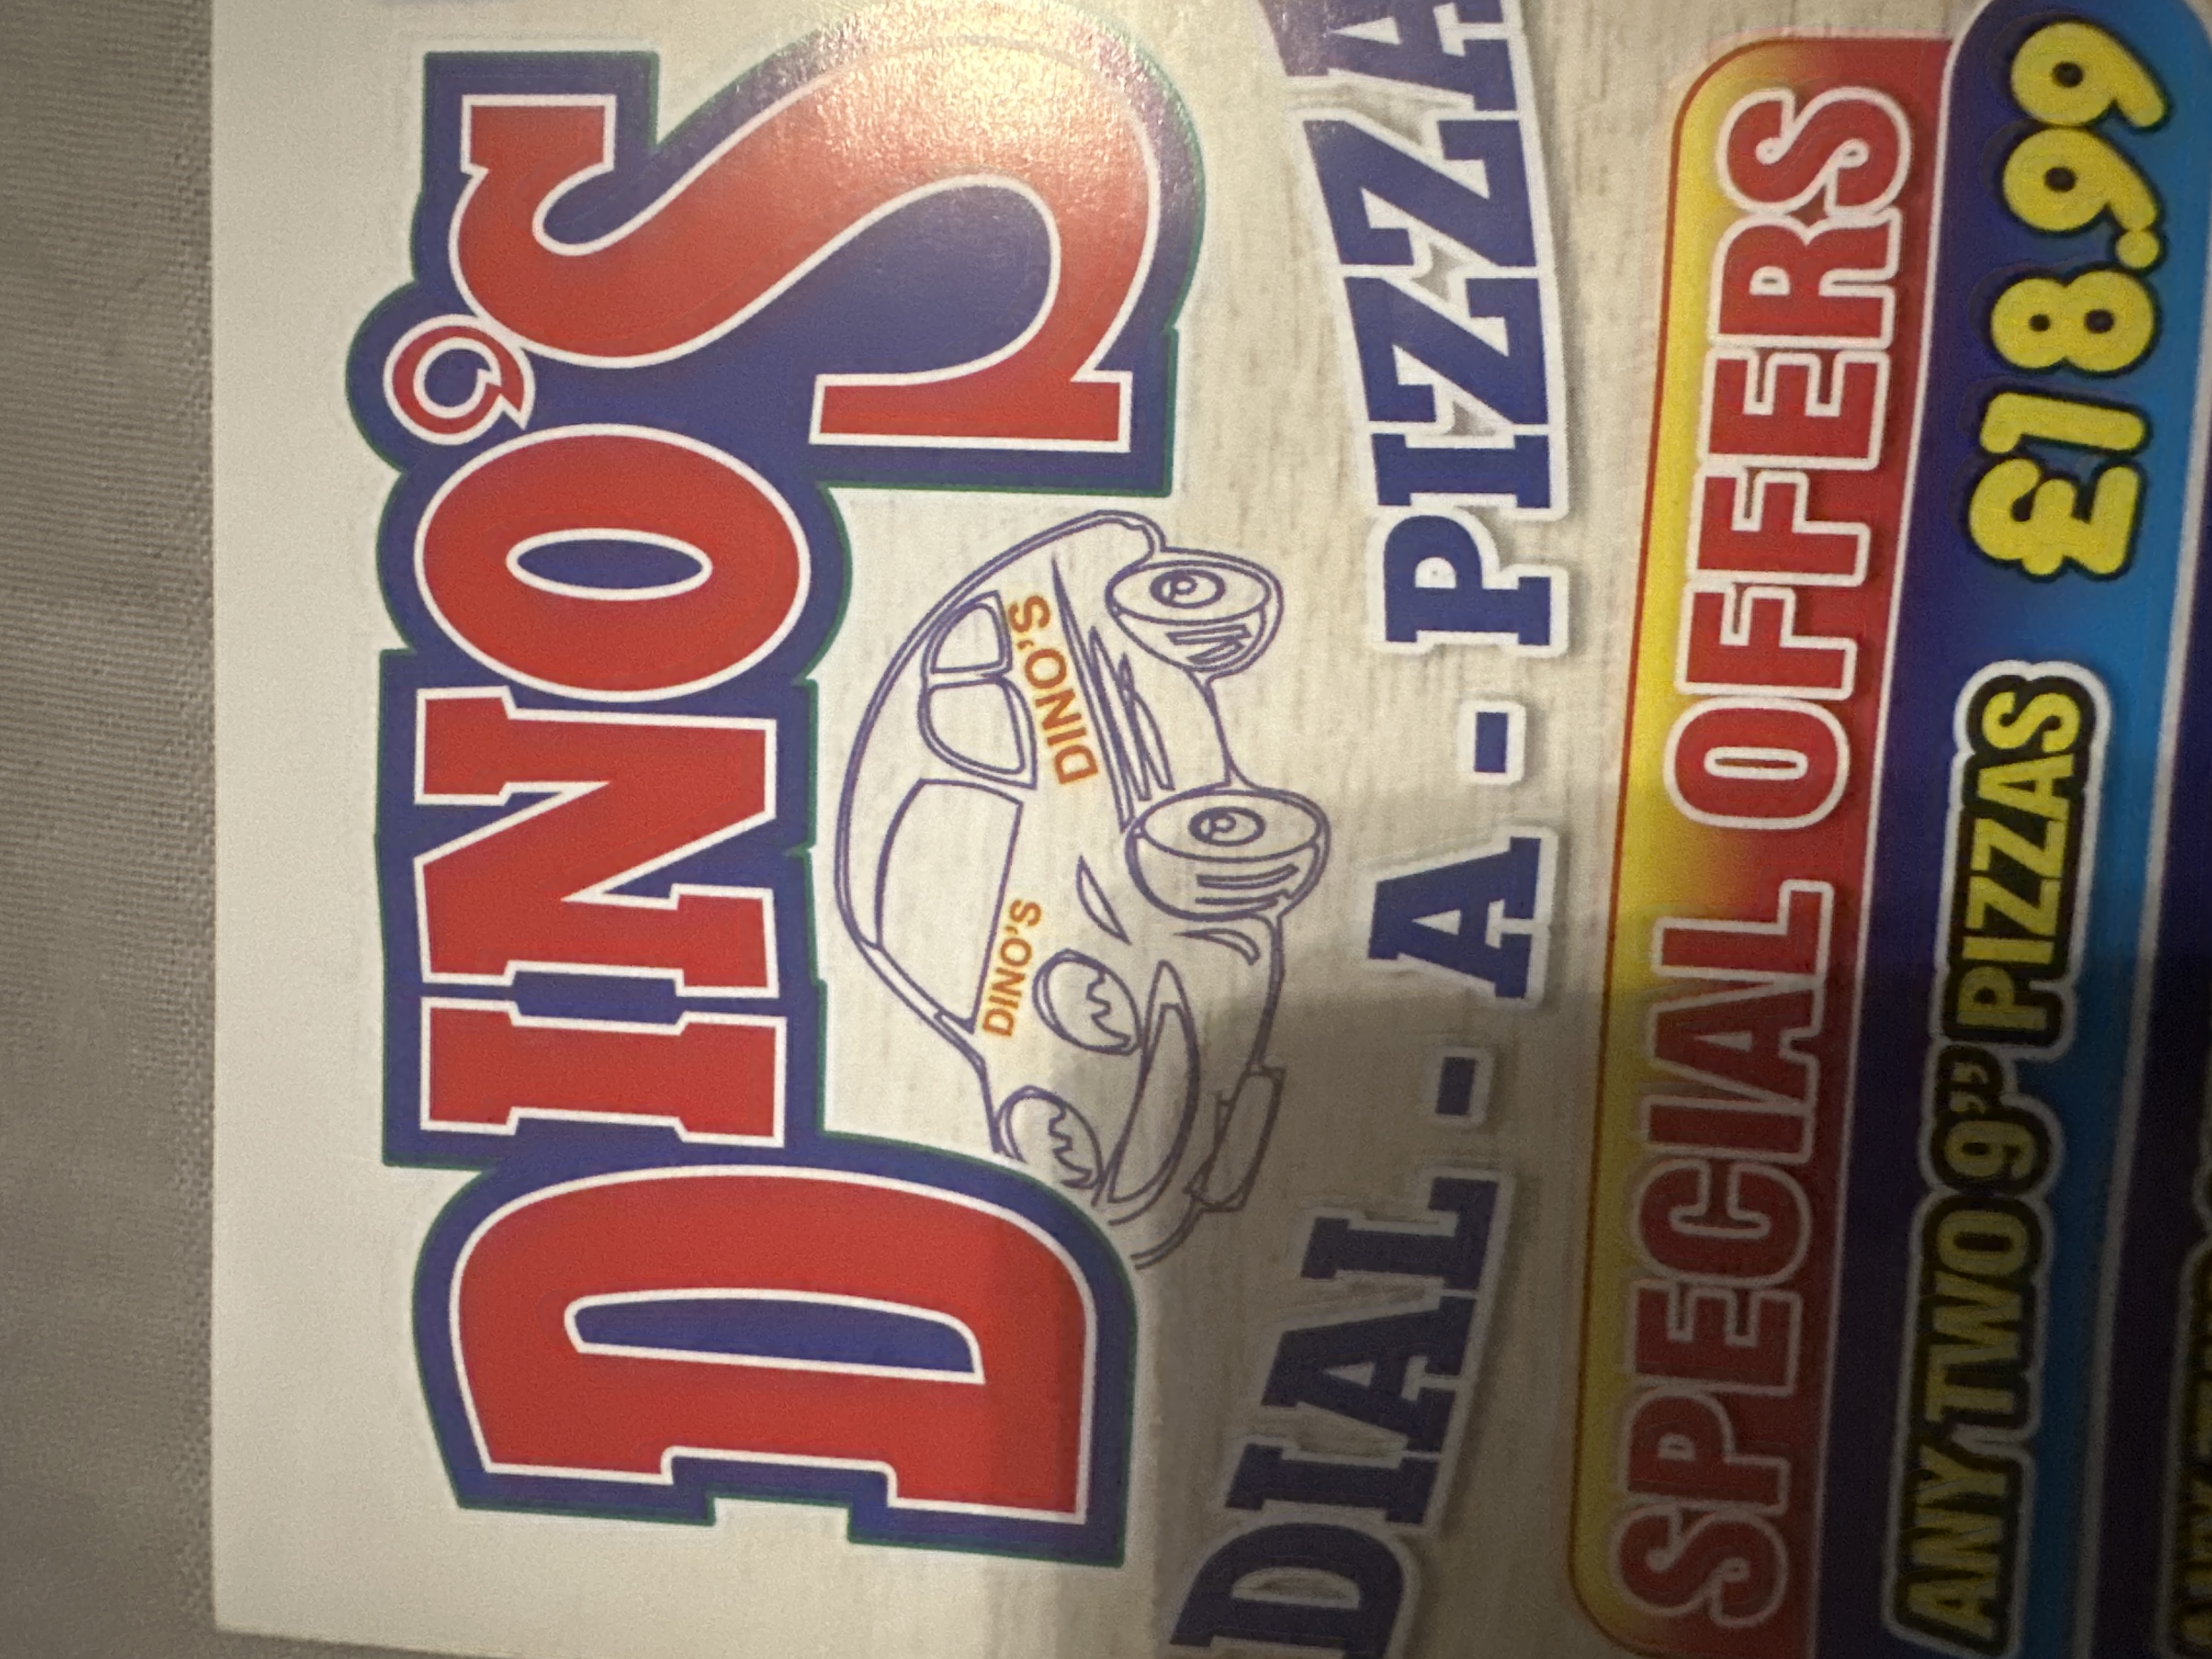 DINO'S
DINO'S
DINO'S
DIAL - A - PIZZA
SPECIAL OFFERS
ANY TWO 9” PIZZAS £18.99